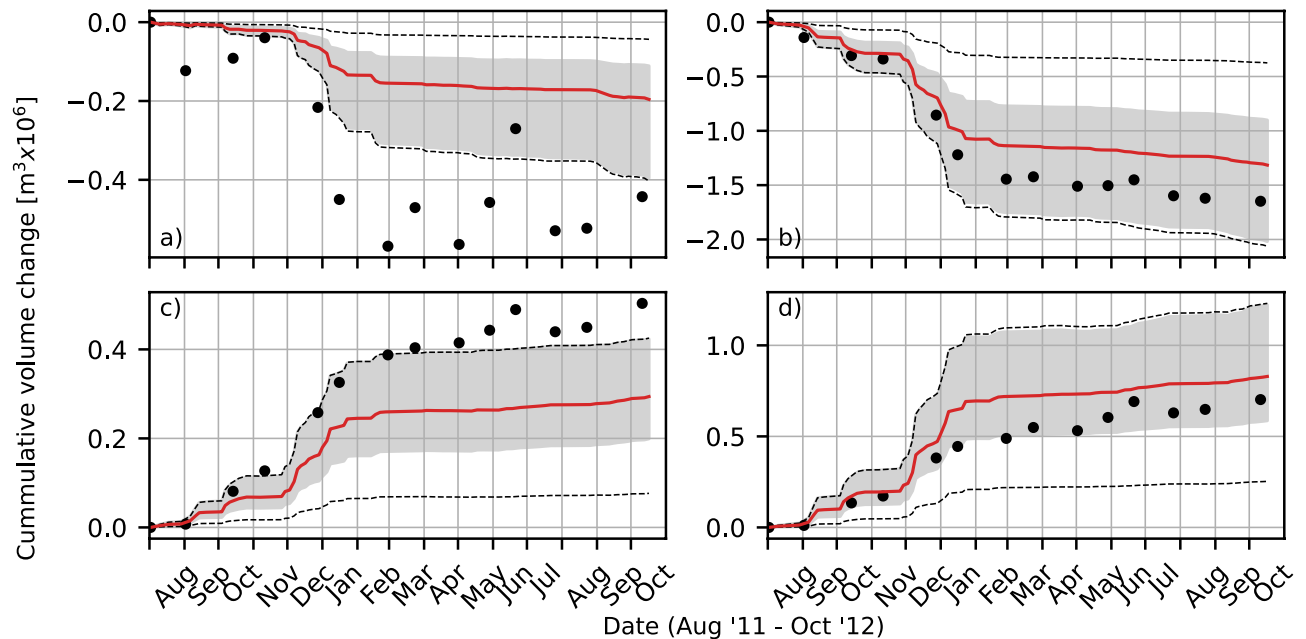 Cummulative volume change [m³x10⁶]
0.0
−0.2
−0.4
a)
0.0
−0.5
−1.0
−1.5
−2.0
b)
0.4
0.2
0.0
c)
1.0
0.5
0.0
d)
Aug Sep Oct Nov Dec Jan Feb Mar Apr May Jun Jul Aug Sep Oct
Aug Sep Oct Nov Dec Jan Feb Mar Apr May Jun Jul Aug Sep Oct
Date (Aug '11 - Oct '12)